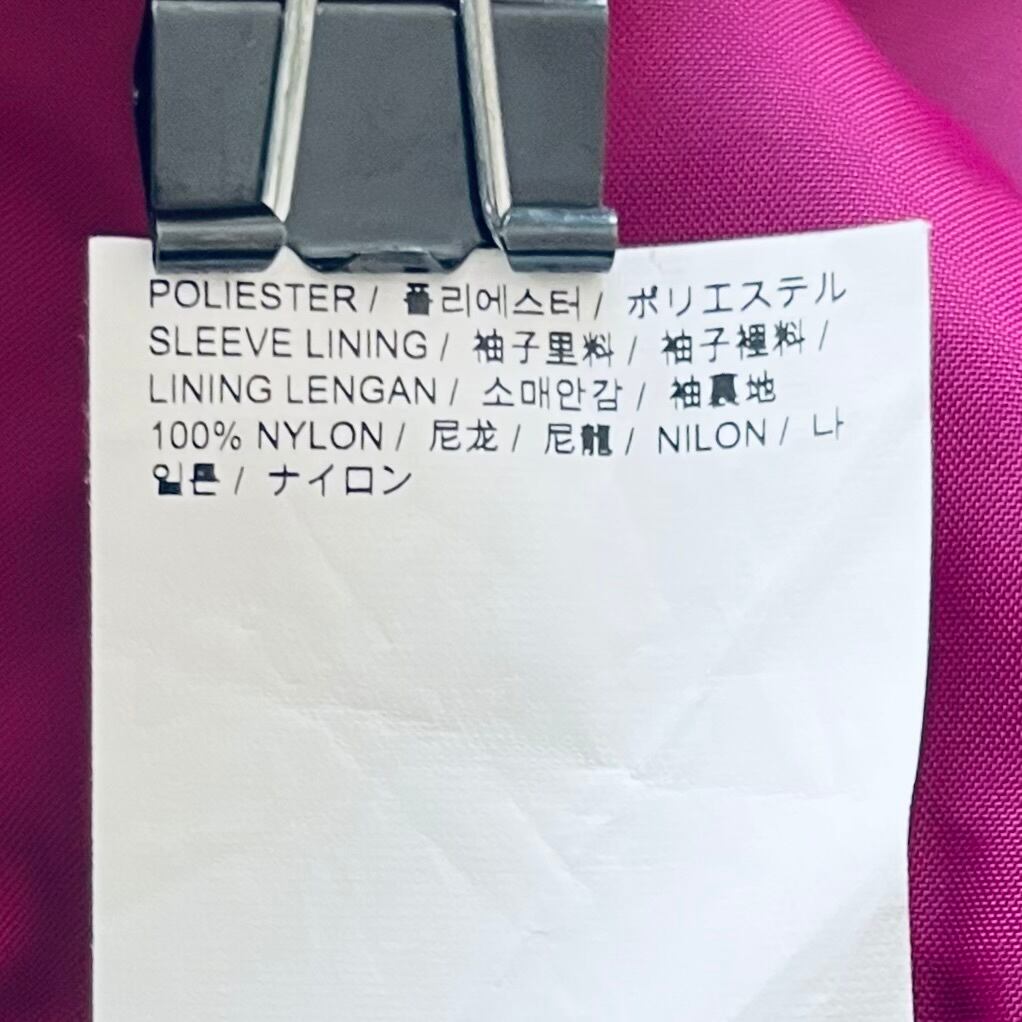 POLIESTER / 폴리에스터 / ポリエステル
SLEEVE LINING / 袖子里料 / 袖子裡料 /
LINING LENGAN / 소매안감 / 袖裏地
100% NYLON / 尼龙 / 尼龍 / NILON / 나
일론 / ナイロン